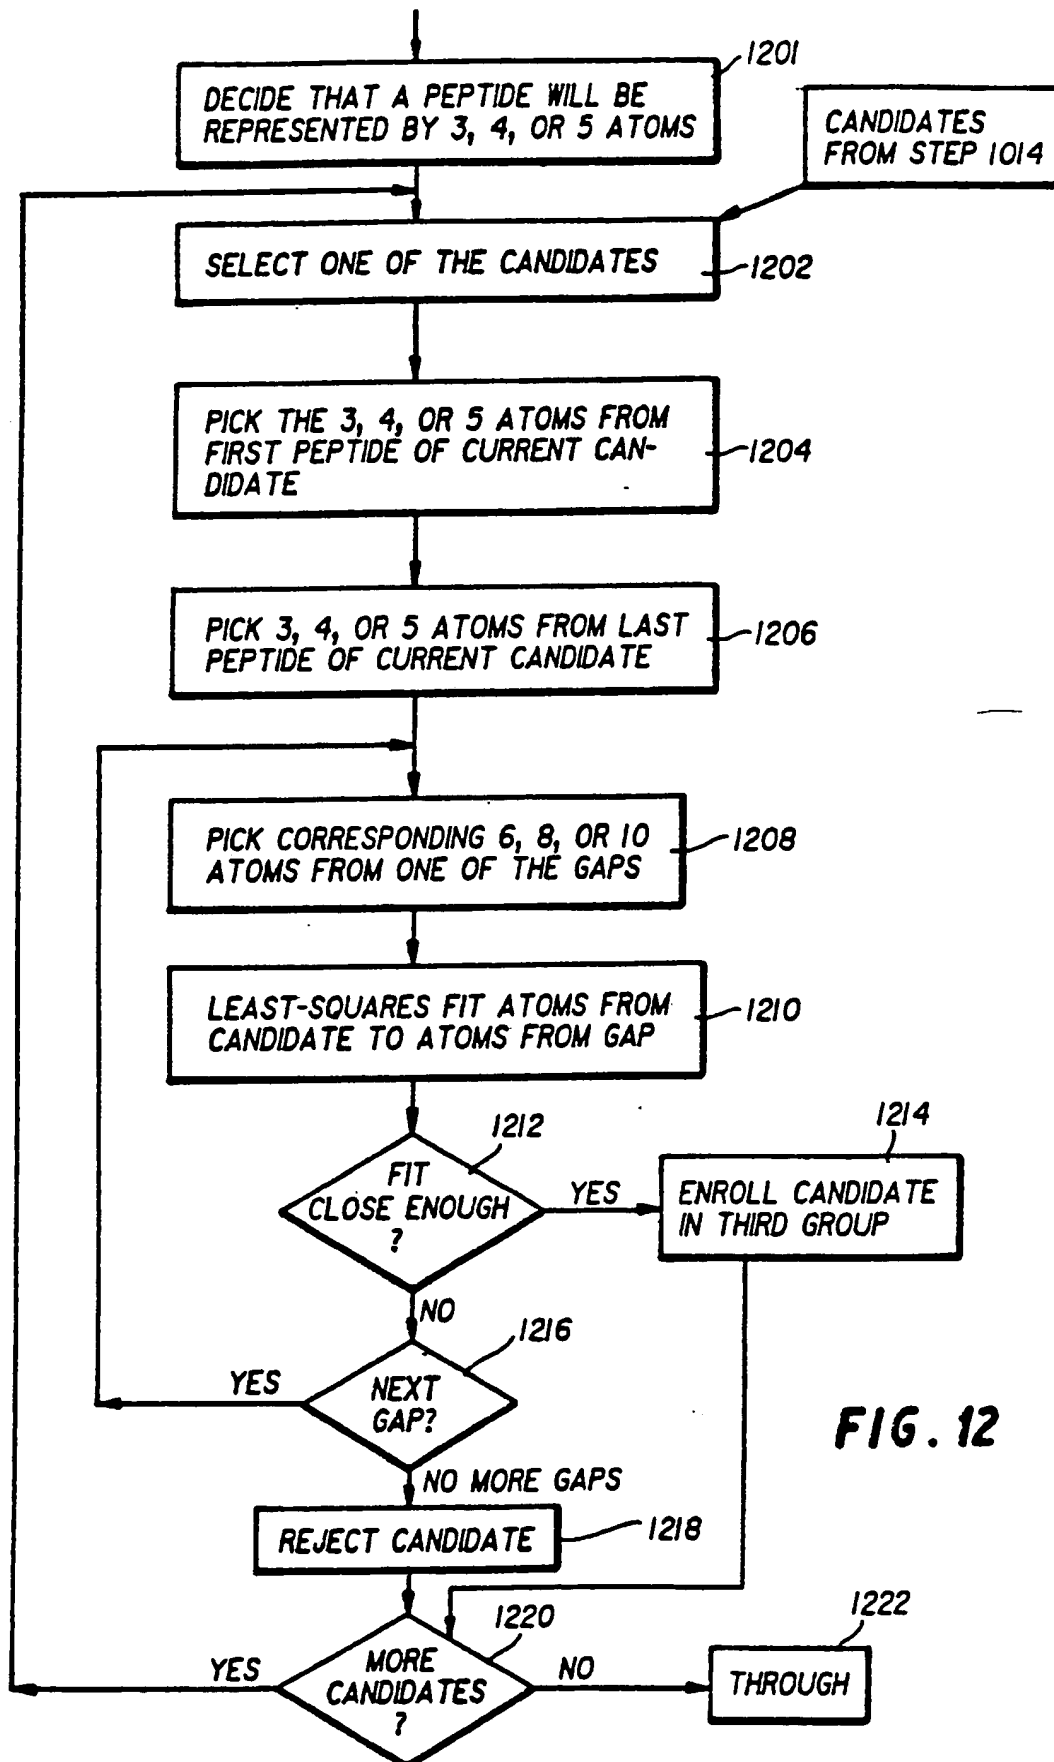 1201
DECIDE THAT A PEPTIDE WILL BE
REPRESENTED BY 3, 4, OR 5 ATOMS
CANDIDATES
FROM STEP 1014
SELECT ONE OF THE CANDIDATES
1202
PICK THE 3, 4, OR 5 ATOMS FROM
FIRST PEPTIDE OF CURRENT CAN-
DIDATE
1204
PICK 3, 4, OR 5 ATOMS FROM LAST
PEPTIDE OF CURRENT CANDIDATE
1206
PICK CORRESPONDING 6, 8, OR 10
ATOMS FROM ONE OF THE GAPS
1208
LEAST-SQUARES FIT ATOMS FROM
CANDIDATE TO ATOMS FROM GAP
1210
1212
FIT
CLOSE ENOUGH
?
YES
1214
ENROLL CANDIDATE
IN THIRD GROUP
NO
1216
NEXT
GAP?
YES
NO MORE GAPS
FIG. 12
REJECT CANDIDATE
1218
1220
MORE
CANDIDATES
?
YES
NO
1222
THROUGH